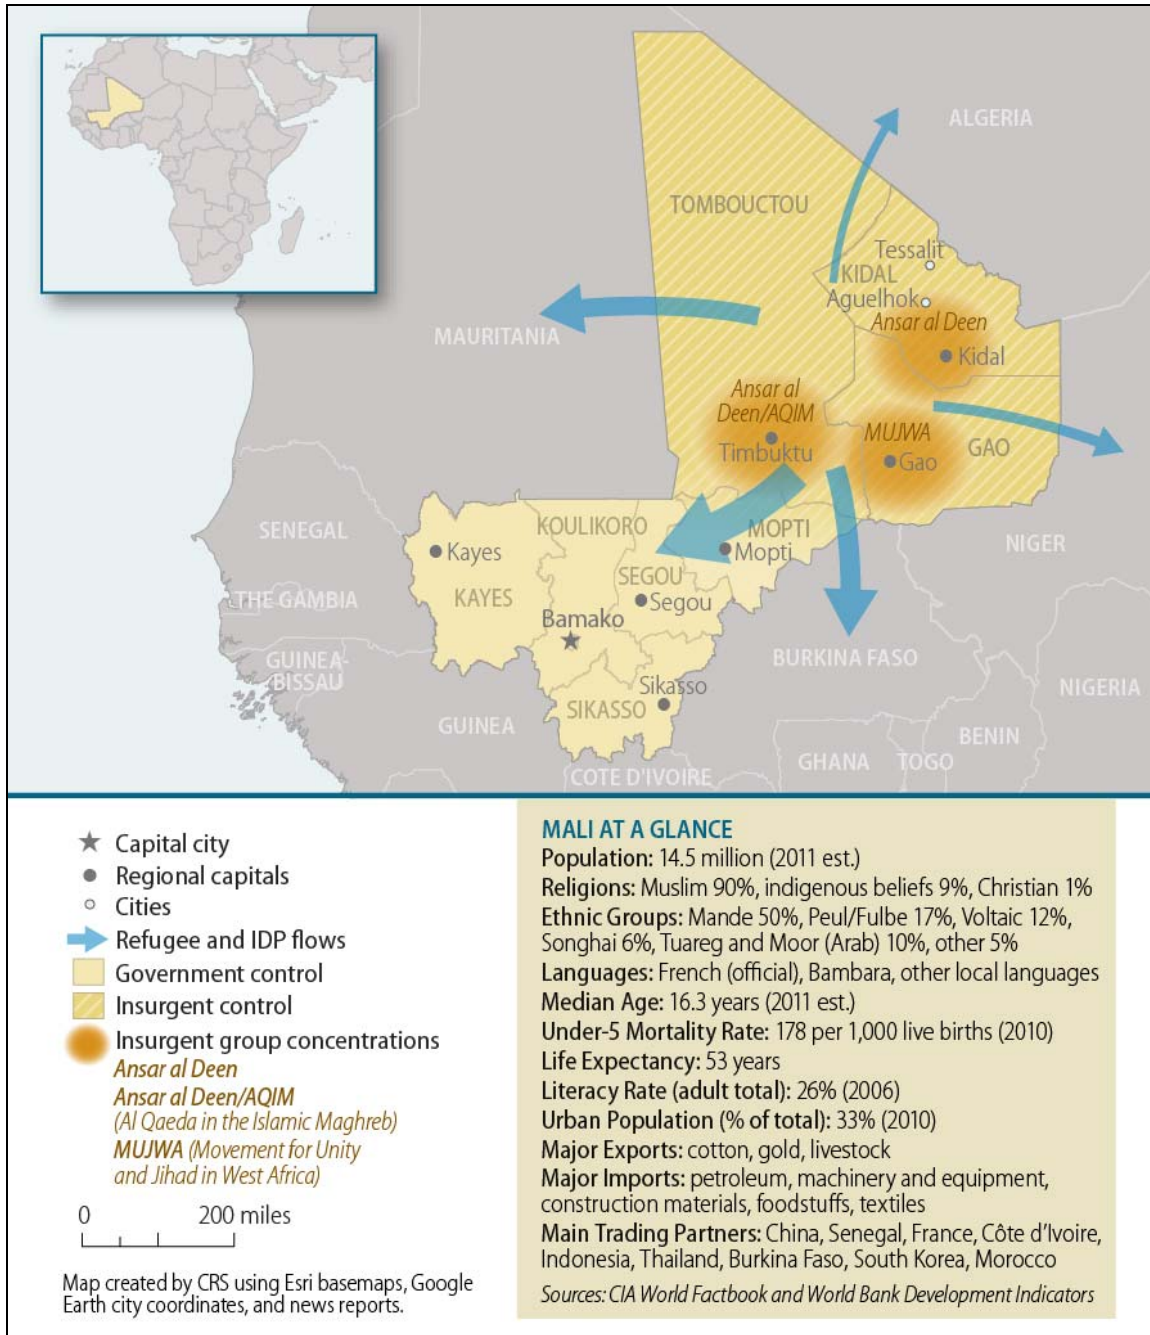 ALGERIA
TOMBOUCTOU
Tessalit
KIDAL
Aguelhok
Ansar al Deen
MAURITANIA
Kidal
Ansar al
Deen/AQIM
MUJWA
Timbuktu
Gao
GAO
SENEGAL
KOULIKORO
MOPTI
Mopti
NIGER
Kayes
SEGOU
KAYES
Segou
THE GAMBIA
Bamako
GUINEA-
BISSAU
BURKINA FASO
Sikasso
NIGERIA
SIKASSO
GUINEA
BENIN
GHANA
TOGO
COTE D'IVOIRE
Capital city
Regional capitals
Cities
Refugee and IDP flows
Government control
Insurgent control
Insurgent group concentrations
Ansar al Deen
Ansar al Deen/AQIM
(Al Qaeda in the Islamic Maghreb)
MUJWA (Movement for Unity
and Jihad in West Africa)
0 200 miles
Map created by CRS using Esri basemaps, Google
Earth city coordinates, and news reports.
MALI AT A GLANCE
Population: 14.5 million (2011 est.)
Religions: Muslim 90%, indigenous beliefs 9%, Christian 1%
Ethnic Groups: Mande 50%, Peul/Fulbe 17%, Voltaic 12%,
Songhai 6%, Tuareg and Moor (Arab) 10%, other 5%
Languages: French (official), Bambara, other local languages
Median Age: 16.3 years (2011 est.)
Under-5 Mortality Rate: 178 per 1,000 live births (2010)
Life Expectancy: 53 years
Literacy Rate (adult total): 26% (2006)
Urban Population (% of total): 33% (2010)
Major Exports: cotton, gold, livestock
Major Imports: petroleum, machinery and equipment,
construction materials, foodstuffs, textiles
Main Trading Partners: China, Senegal, France, Côte d'Ivoire,
Indonesia, Thailand, Burkina Faso, South Korea, Morocco
Sources: CIA World Factbook and World Bank Development Indicators